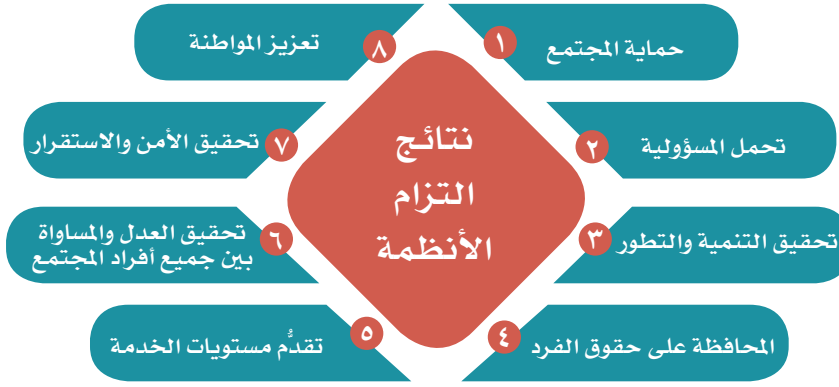 نتائج
التزام
الأنظمة
١ حماية المجتمع
٢ تحمل المسؤولية
٣ تحقيق التنمية والتطور
٤ المحافظة على حقوق الفرد
٥ تقدُّم مستويات الخدمة
٦ تحقيق العدل والمساواة
بين جميع أفراد المجتمع
٧ تحقيق الأمن والاستقرار
٨ تعزيز المواطنة